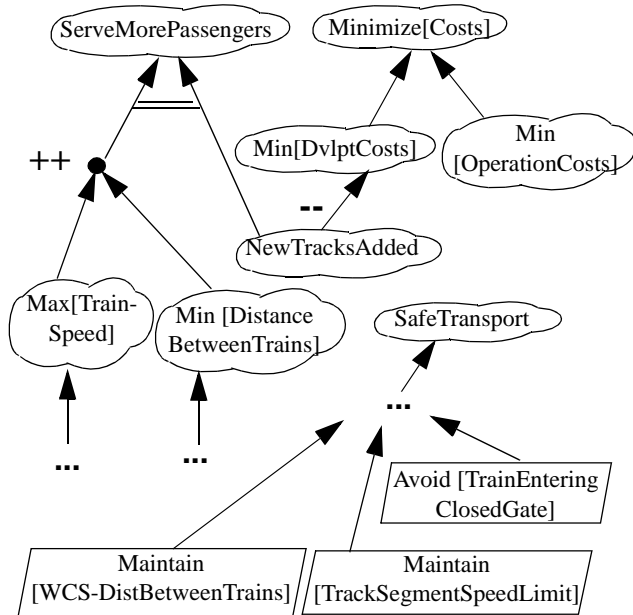 ServeMorePassengers
Minimize[Costs]
++
Min[DvlptCosts]
Min
[OperationCosts]
--
NewTracksAdded
Max[Train-
Speed]
Min [Distance
BetweenTrains]
SafeTransport
...
...
...
Avoid [TrainEntering
ClosedGate]
Maintain
[WCS-DistBetweenTrains]
Maintain
[TrackSegmentSpeedLimit]